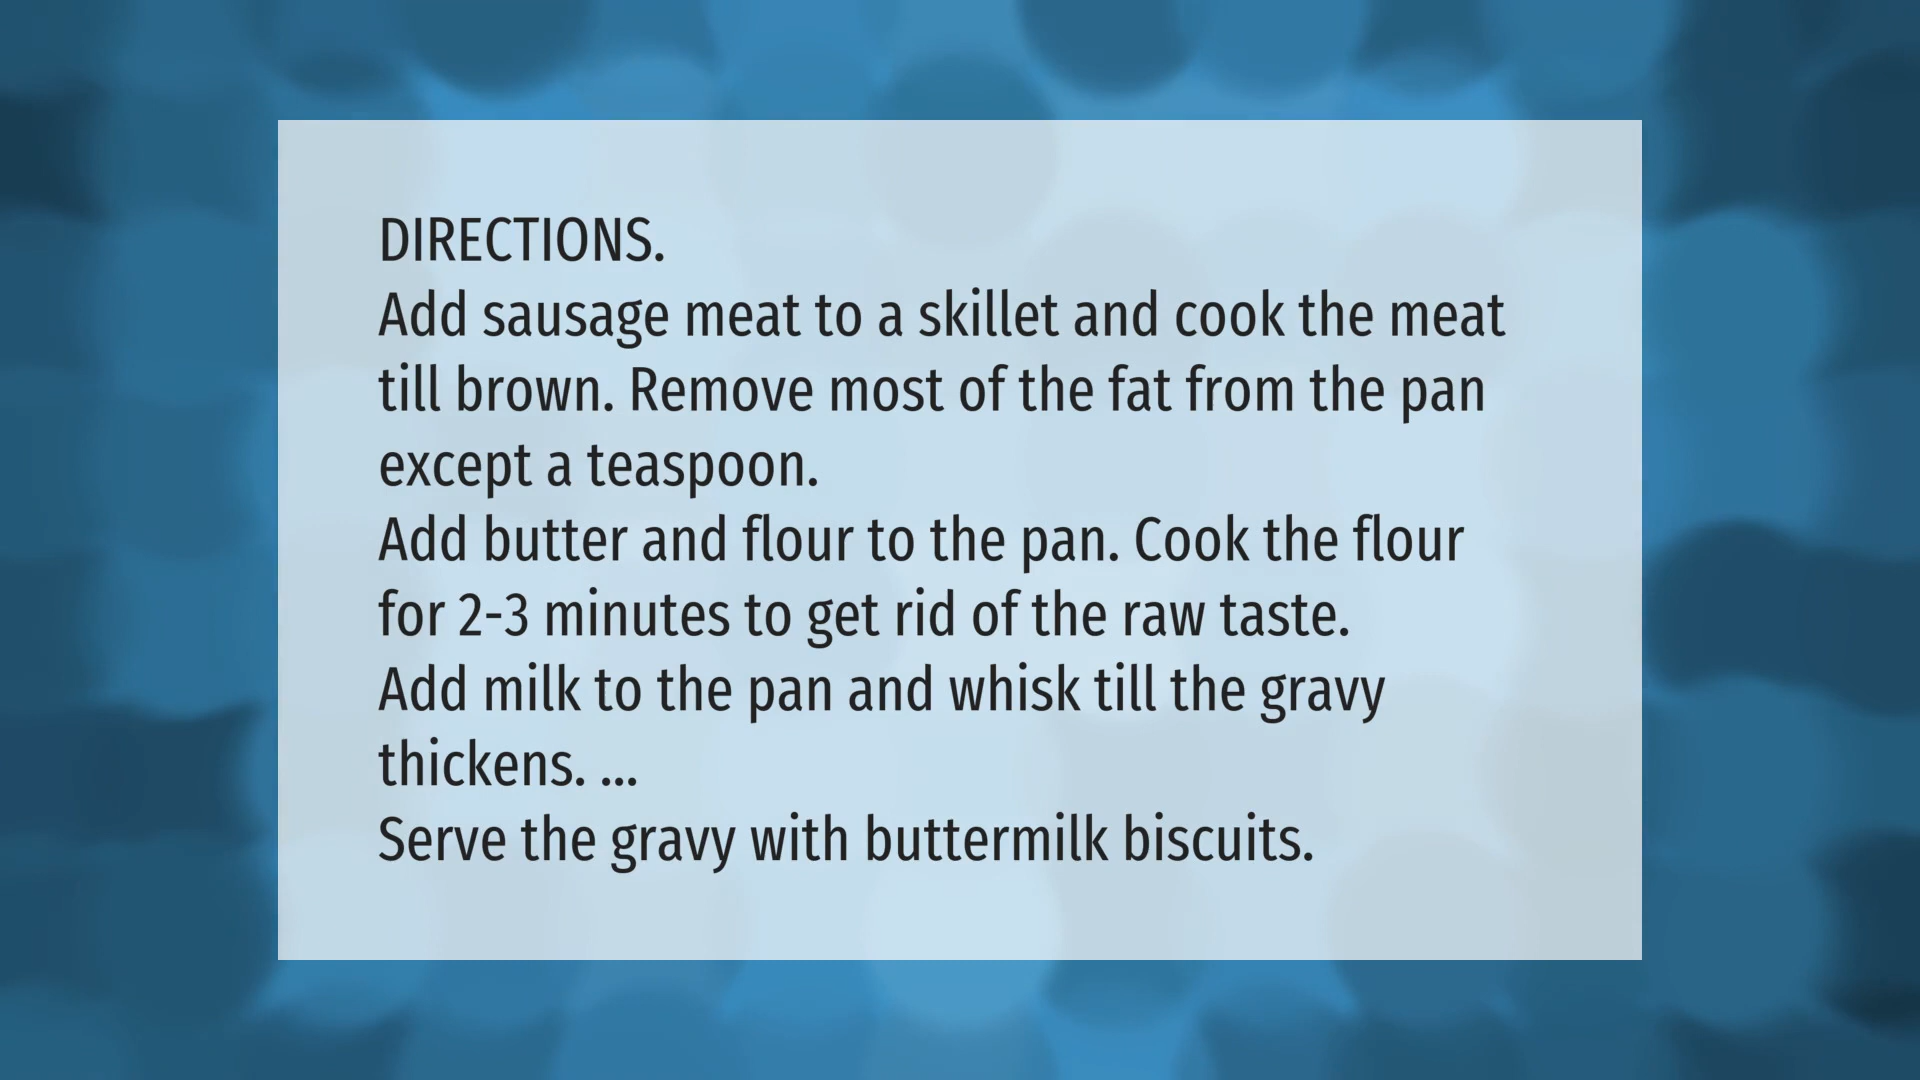 DIRECTIONS.
Add sausage meat to a skillet and cook the meat
till brown. Remove most of the fat from the pan
except a teaspoon.
Add butter and flour to the pan. Cook the flour
for 2-3 minutes to get rid of the raw taste.
Add milk to the pan and whisk till the gravy
thickens. ...
Serve the gravy with buttermilk biscuits.